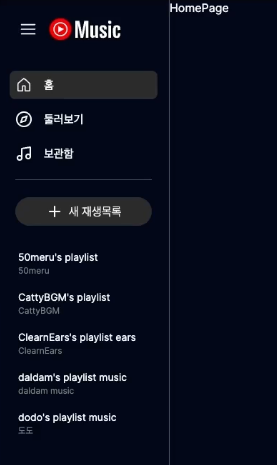 Music
HomePage
홈
둘러보기
보관함
새 재생목록
50meru's playlist
50meru
CattyBGM's playlist
CattyBGM
ClearnEars's playlist ears
ClearnEars
daldam's playlist music
daldam music
dodo's playlist music
도도